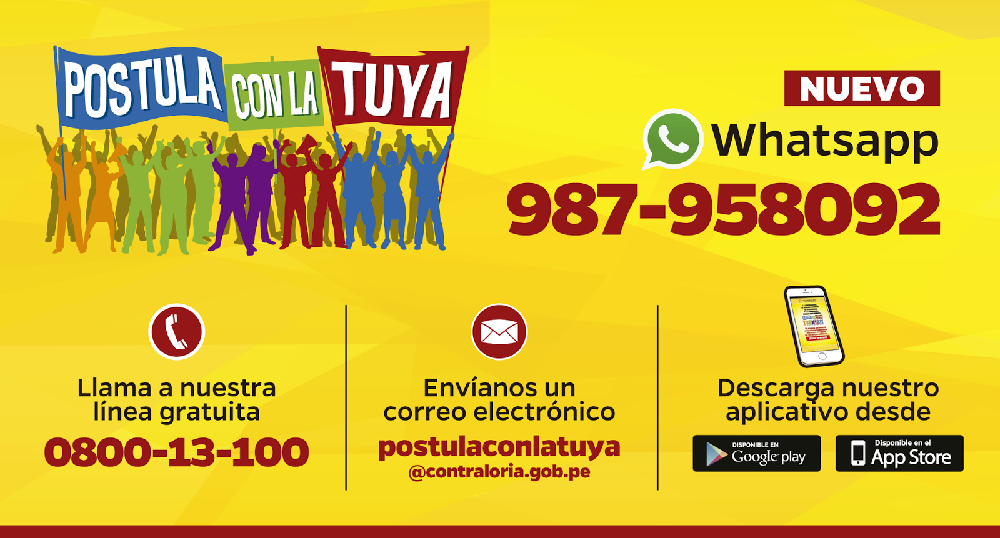 POSTULA CON LA TUYA
NUEVO
Whatsapp
987-958092
Llama a nuestra
línea gratuita
0800-13-100
Envíanos un
correo electrónico
postulaconlatuya
@contraloria.gob.pe
Descarga nuestro
aplicativo desde
DISPONIBLE EN
Google play
Disponible en el
App Store